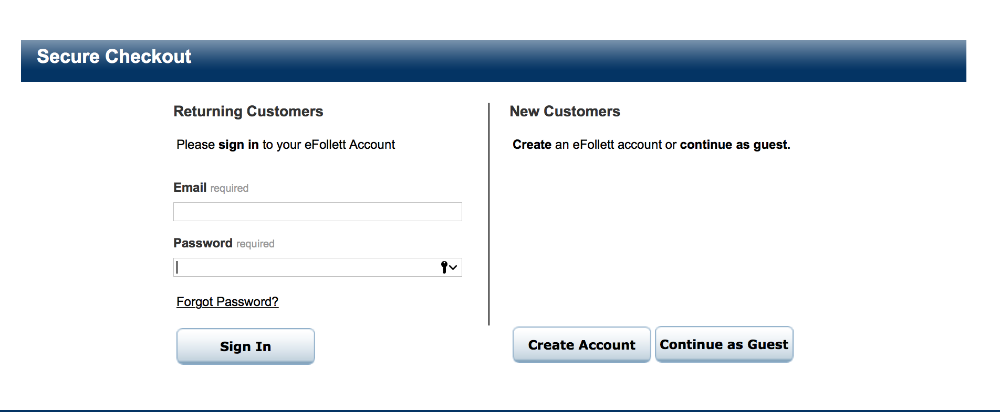 Secure Checkout
Returning Customers
Please sign in to your eFollett Account
Email required
Password required
Forgot Password?
Sign In
New Customers
Create an eFollett account or continue as guest.
Create Account
Continue as Guest